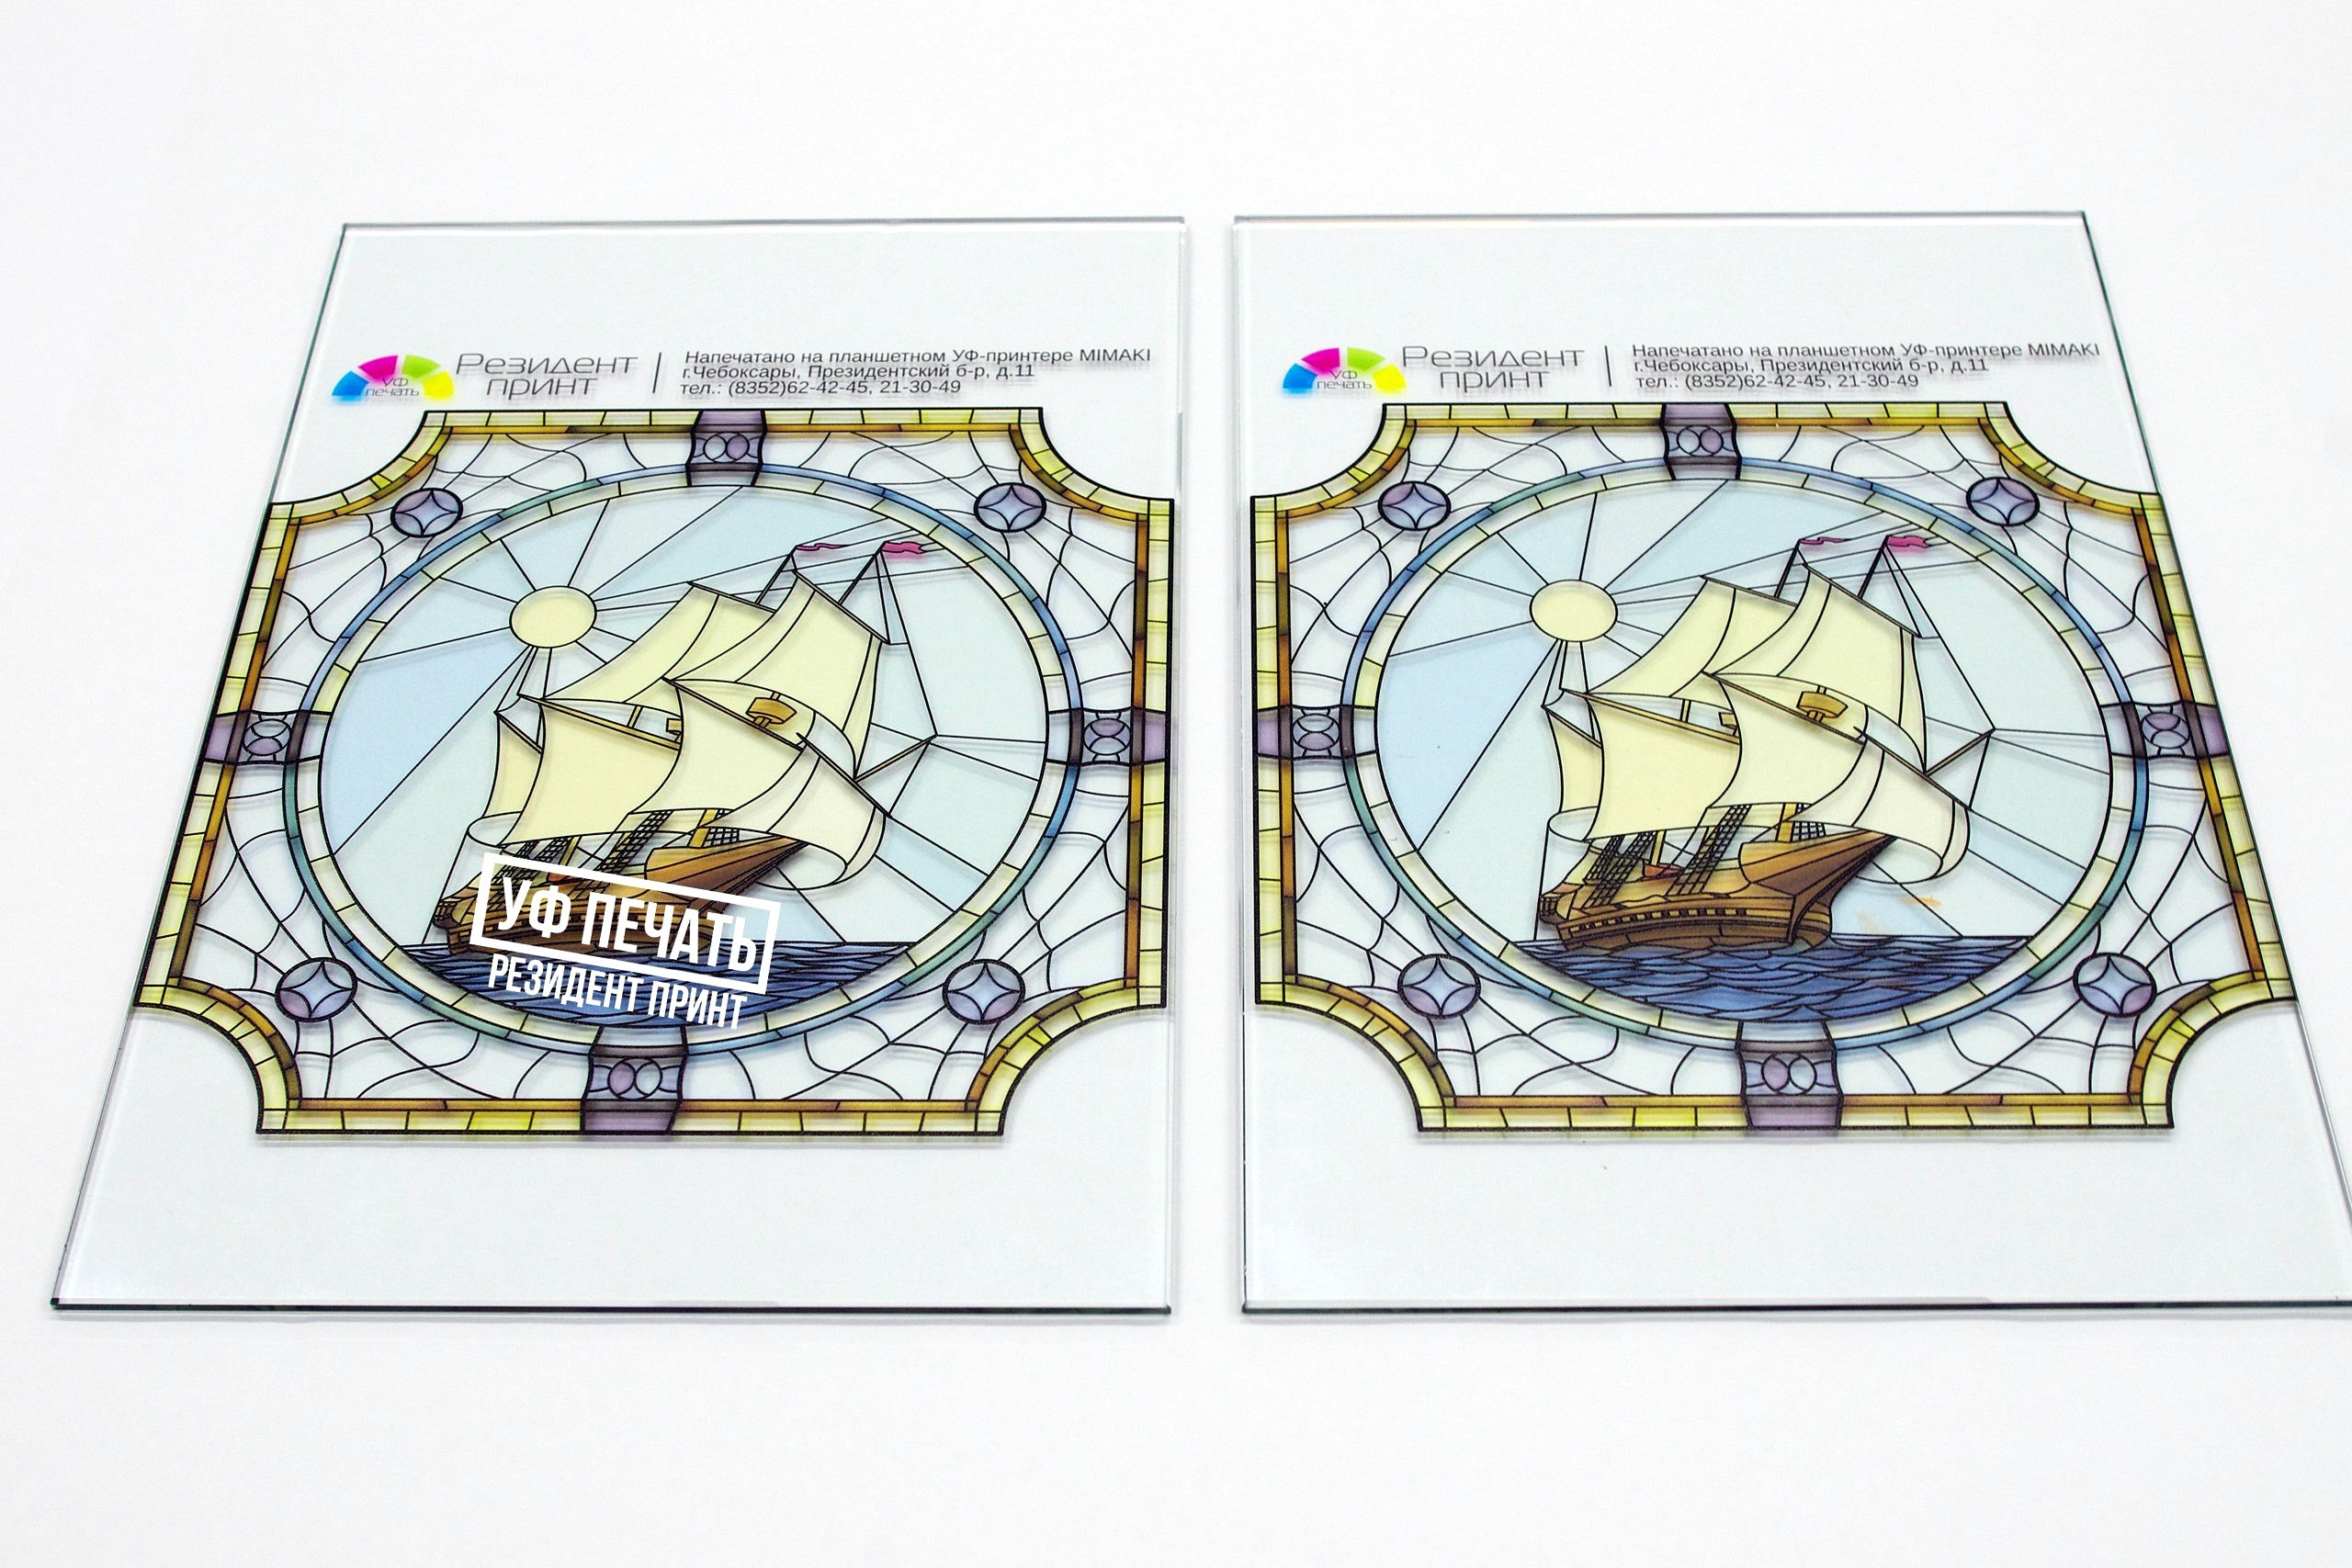 УФ
печать
Резидент
принт
Напечатано на планшетном УФ-принтере MIMAKI
г.Чебоксары, Президентский б-р, д.11
тел.: (8352)62-42-45, 21-30-49
УФ ПЕЧАТЬ
РЕЗИДЕНТ ПРИНТ
УФ
печать
Резидент
принт
Напечатано на планшетном УФ-принтере MIMAKI
г.Чебоксары, Президентский б-р, д.11
тел.: (8352)62-42-45, 21-30-49